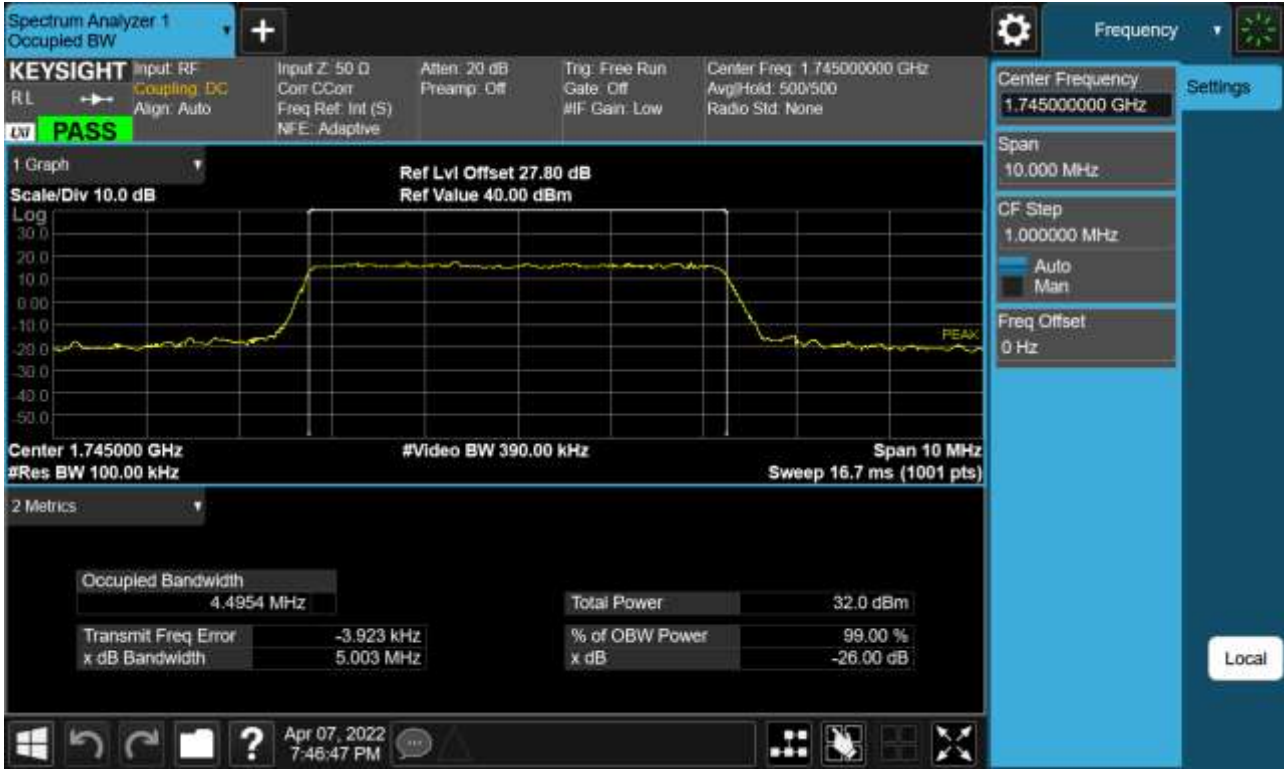 Spectrum Analyzer 1
Occupied BW
+
Frequency
KEYSIGHT
RL
LXI
PASS
Input: RF
Coupling: DC
Align: Auto
Input Z: 50 Ω
Corr CCorr
Freq Ref: Int (S)
NFE: Adaptive
Atten: 20 dB
Preamp: Off
Trig: Free Run
Gate: Off
#IF Gain: Low
Center Freq: 1.745000000 GHz
Avg|Hold: 500/500
Radio Std: None
1 Graph
Scale/Div 10.0 dB
Ref Lvl Offset 27.80 dB
Ref Value 40.00 dBm
Log
30.0
20.0
10.0
0.00
-10.0
-20.0
-30.0
-40.0
-50.0
PEAK
Center 1.745000 GHz
#Video BW 390.00 kHz
Span 10 MHz
#Res BW 100.00 kHz
Sweep 16.7 ms (1001 pts)
2 Metrics
Occupied Bandwidth
4.4954 MHz
Total Power 32.0 dBm
Transmit Freq Error -3.923 kHz
% of OBW Power 99.00 %
x dB Bandwidth 5.003 MHz
x dB -26.00 dB
Center Frequency
1.745000000 GHz
Settings
Span
10.000 MHz
CF Step
1.000000 MHz
Auto
Man
Freq Offset
0 Hz
Local
?
Apr 07, 2022
7:46:47 PM